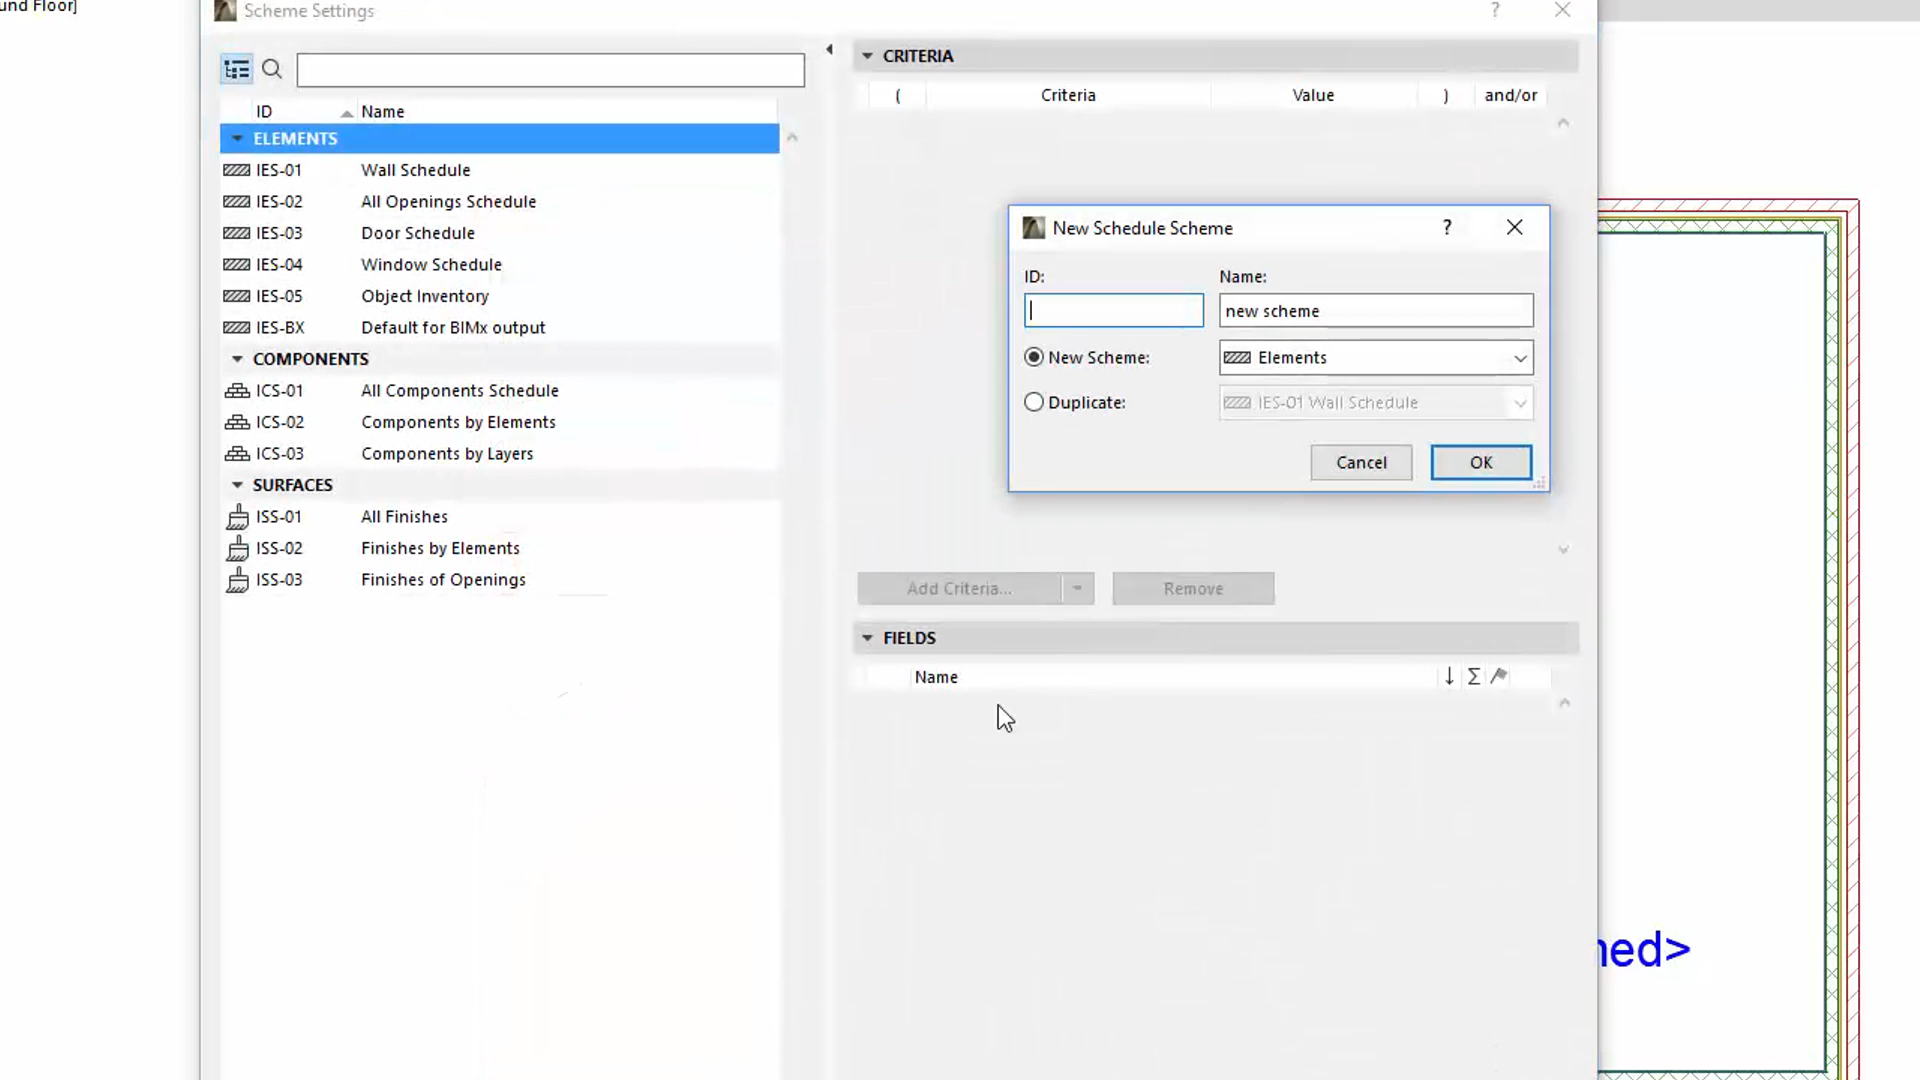 und Floor]
Scheme Settings ?
ID Name
ELEMENTS
IES-01 Wall Schedule
IES-02 All Openings Schedule
IES-03 Door Schedule
IES-04 Window Schedule
IES-05 Object Inventory
IES-BX Default for BIMx output
COMPONENTS
ICS-01 All Components Schedule
ICS-02 Components by Elements
ICS-03 Components by Layers
SURFACES
ISS-01 All Finishes
ISS-02 Finishes by Elements
ISS-03 Finishes of Openings
CRITERIA
( Criteria Value ) and/or
New Schedule Scheme ?
ID: Name:
new scheme
New Scheme: Elements
Duplicate: IES-01 Wall Schedule
Cancel OK
Add Criteria... Remove
FIELDS
Name ↓ Σ
ned>